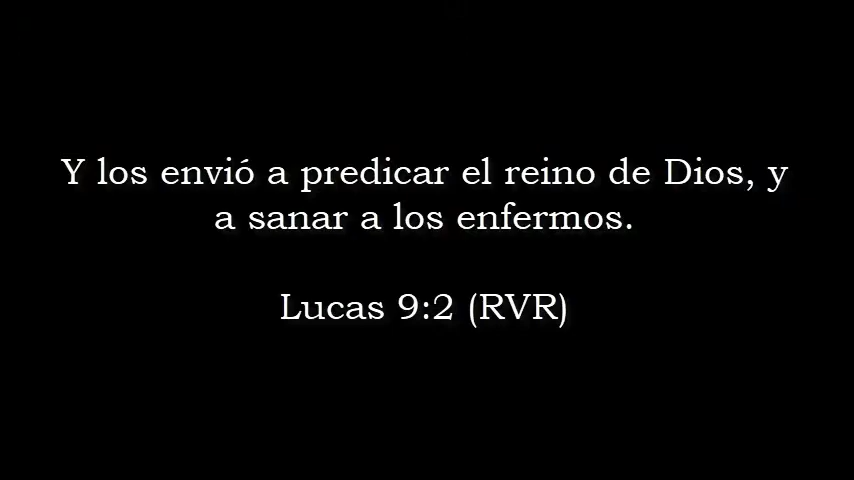 Y los envió a predicar el reino de Dios, y
a sanar a los enfermos.
Lucas 9:2 (RVR)